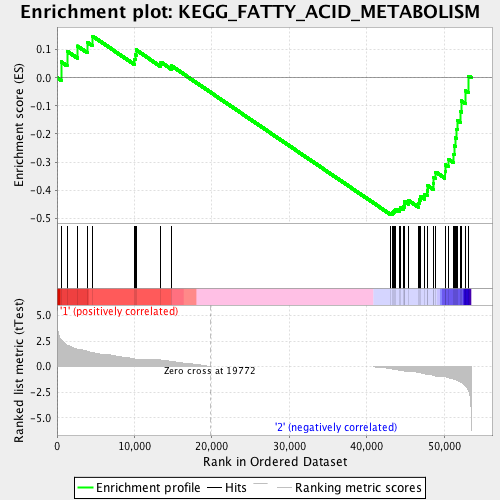 Enrichment plot: KEGG_FATTY_ACID_METABOLISM
Enrichment score (ES)
0.1
0.0
-0.1
-0.2
-0.3
-0.4
-0.5
'1' (positively correlated)
Ranked list metric (tTest)
5.0
2.5
0.0
-2.5
-5.0
Zero cross at 19772
'2' (negatively correlated)
0
10,000
20,000
30,000
40,000
50,000
Rank in Ordered Dataset
Enrichment profile
Hits
Ranking metric scores